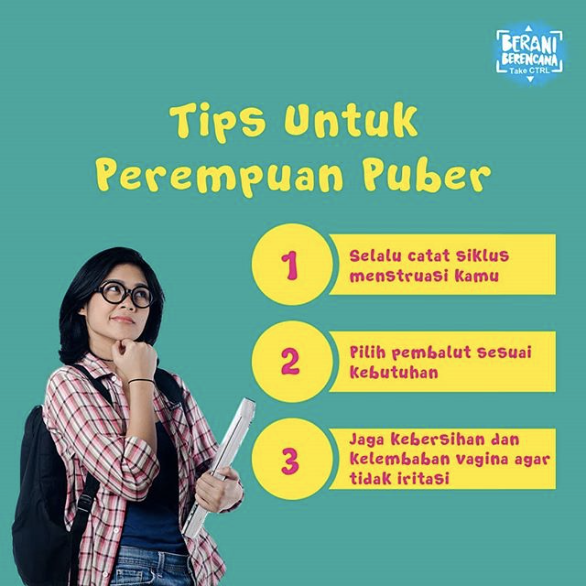 BERANI
BERENCANA
Take CTRL
Tips Untuk
Perempuan Puber
1
Selalu catat siklus
menstruasi Kamu
2
Pilih pembalut sesuai
Kebutuhan
3
Jaga Kebersihan dan
Kelembaban vagina agar
tidak iritasi